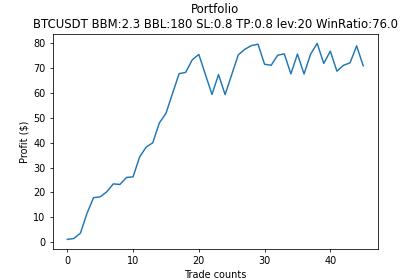 Portfolio
BTCUSDT BBM:2.3 BBL:180 SL:0.8 TP:0.8 lev:20 WinRatio:76.0
80
70
60
50
40
30
20
10
0
Profit ($)
0 10 20 30 40
Trade counts